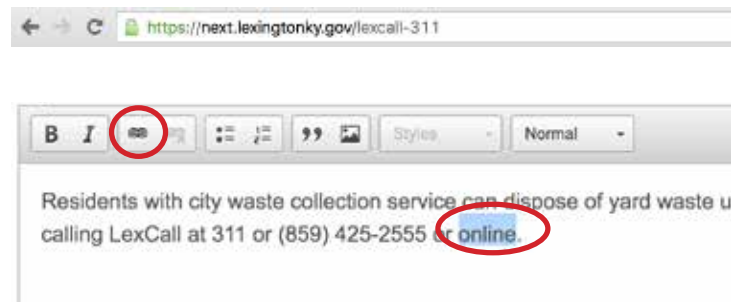 https://next.lexingtonky.gov/lexcall-311
B I Styles Normal
Residents with city waste collection service can dispose of yard waste u
calling LexCall at 311 or (859) 425-2555 or online.